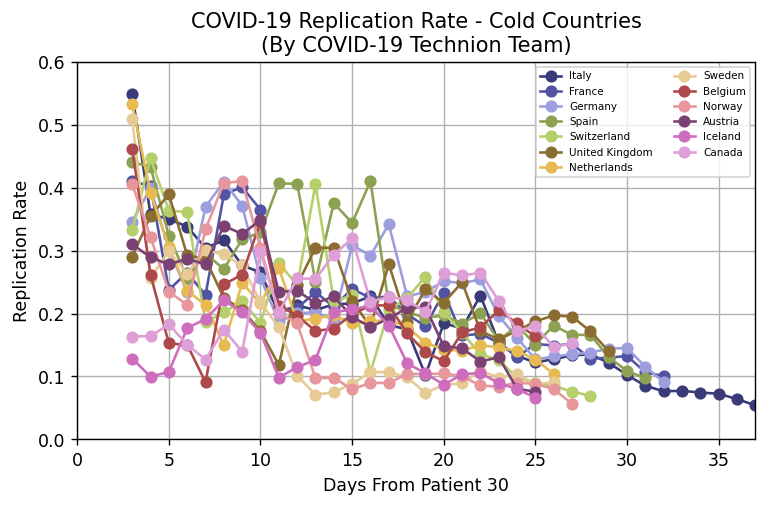 COVID-19 Replication Rate - Cold Countries
(By COVID-19 Technion Team)
Replication Rate
0.6
0.5
0.4
0.3
0.2
0.1
0.0
Italy
France
Germany
Spain
Switzerland
United Kingdom
Netherlands
Sweden
Belgium
Norway
Austria
Iceland
Canada
0 5 10 15 20 25 30 35
Days From Patient 30